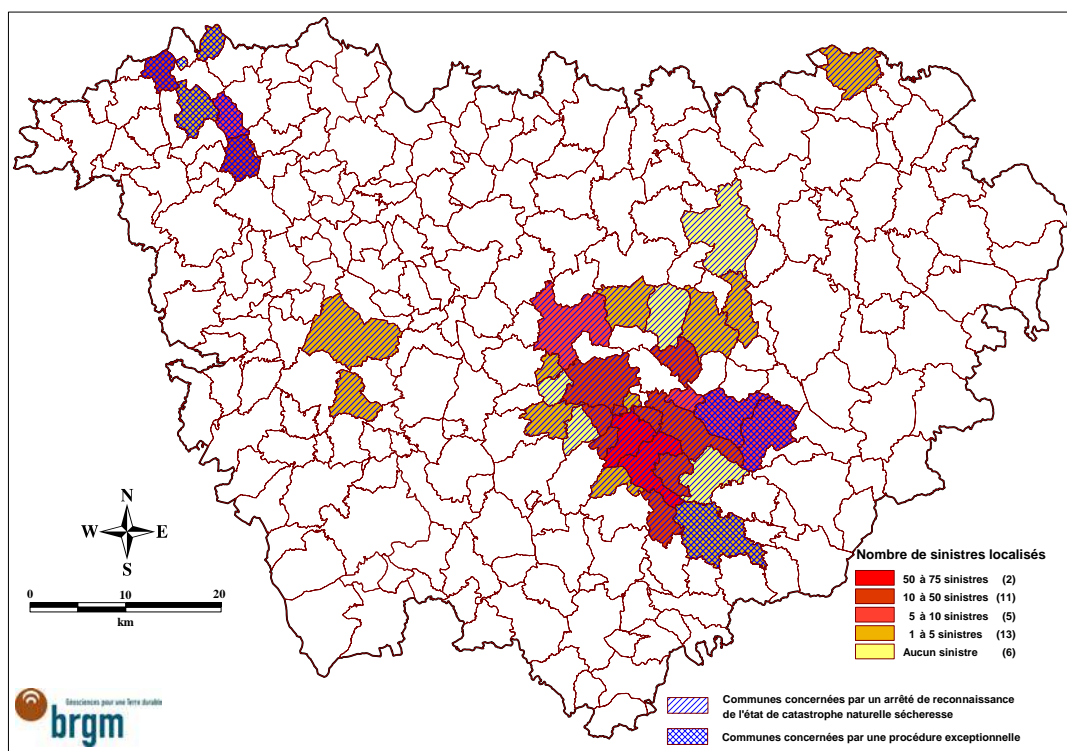 N
W E
S
0 10 20
km
Nombre de sinistres localisés
50 à 75 sinistres (2)
10 à 50 sinistres (11)
5 à 10 sinistres (5)
1 à 5 sinistres (13)
Aucun sinistre (6)
Communes concernées par un arrêté de reconnaissance
de l'état de catastrophe naturelle sécheresse
Communes concernées par une procédure exceptionnelle
Géosciences pour une Terre durable
brgm